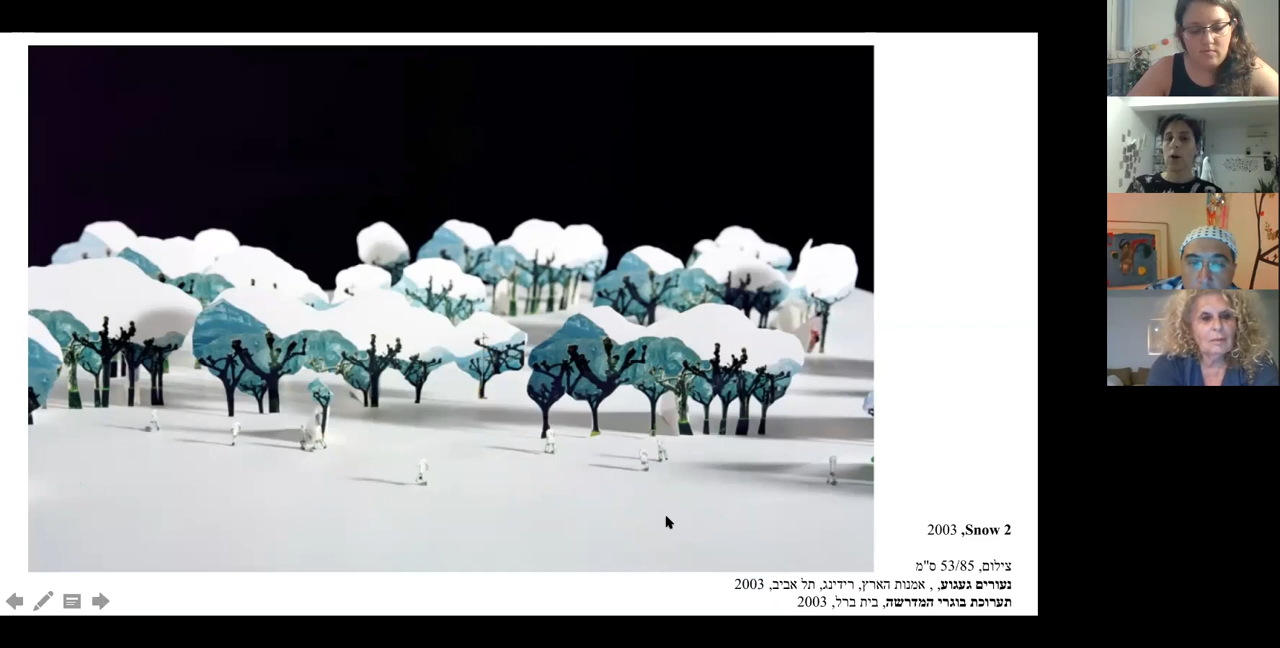 Snow 2, 2003
צילום, 53/85 ס"מ
נעורים געגוע, , אמנות הארץ, רידינג, תל אביב, 2003
תערוכת בוגרי המדרשה, בית ברל, 2003